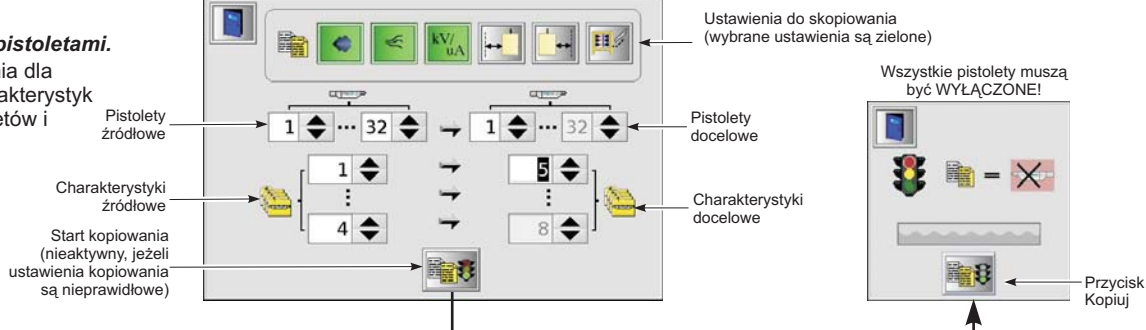 pistoletami.
nia dla
akterystyk
etów i
Ustawienia do skopiowania
(wybrane ustawienia są zielone)
kV/
uA
Pistolety
źródłowe
1 ... 32
1 ... 32
Pistolety
docelowe
Charakterystyki
źródłowe
1
5
4
8
Charakterystyki
docelowe
Start kopiowania
(nieaktywny, jeżeli
ustawienia kopiowania
są nieprawidłowe)
Wszystkie pistolety muszą
być WYŁĄCZONE!
=
Przycisk
Kopiuj